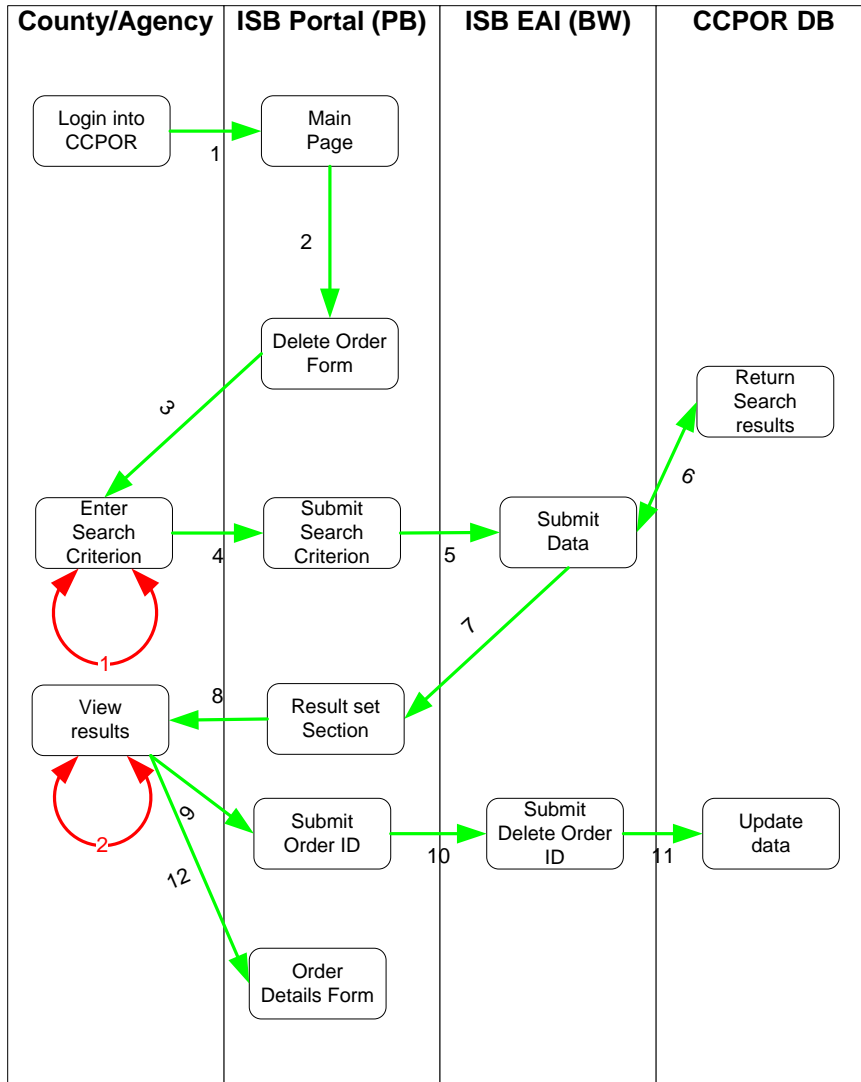 County/Agency
ISB Portal (PB)
ISB EAI (BW)
CCPOR DB
Login into
CCPOR
1
Main
Page
2
Delete Order
Form
3
Return
Search
results
6
Enter
Search
Criterion
4
Submit
Search
Criterion
5
Submit
Data
1
7
View
results
8
Result set
Section
2
9
Submit
Order ID
10
Submit
Delete Order
ID
11
Update
data
12
Order
Details Form